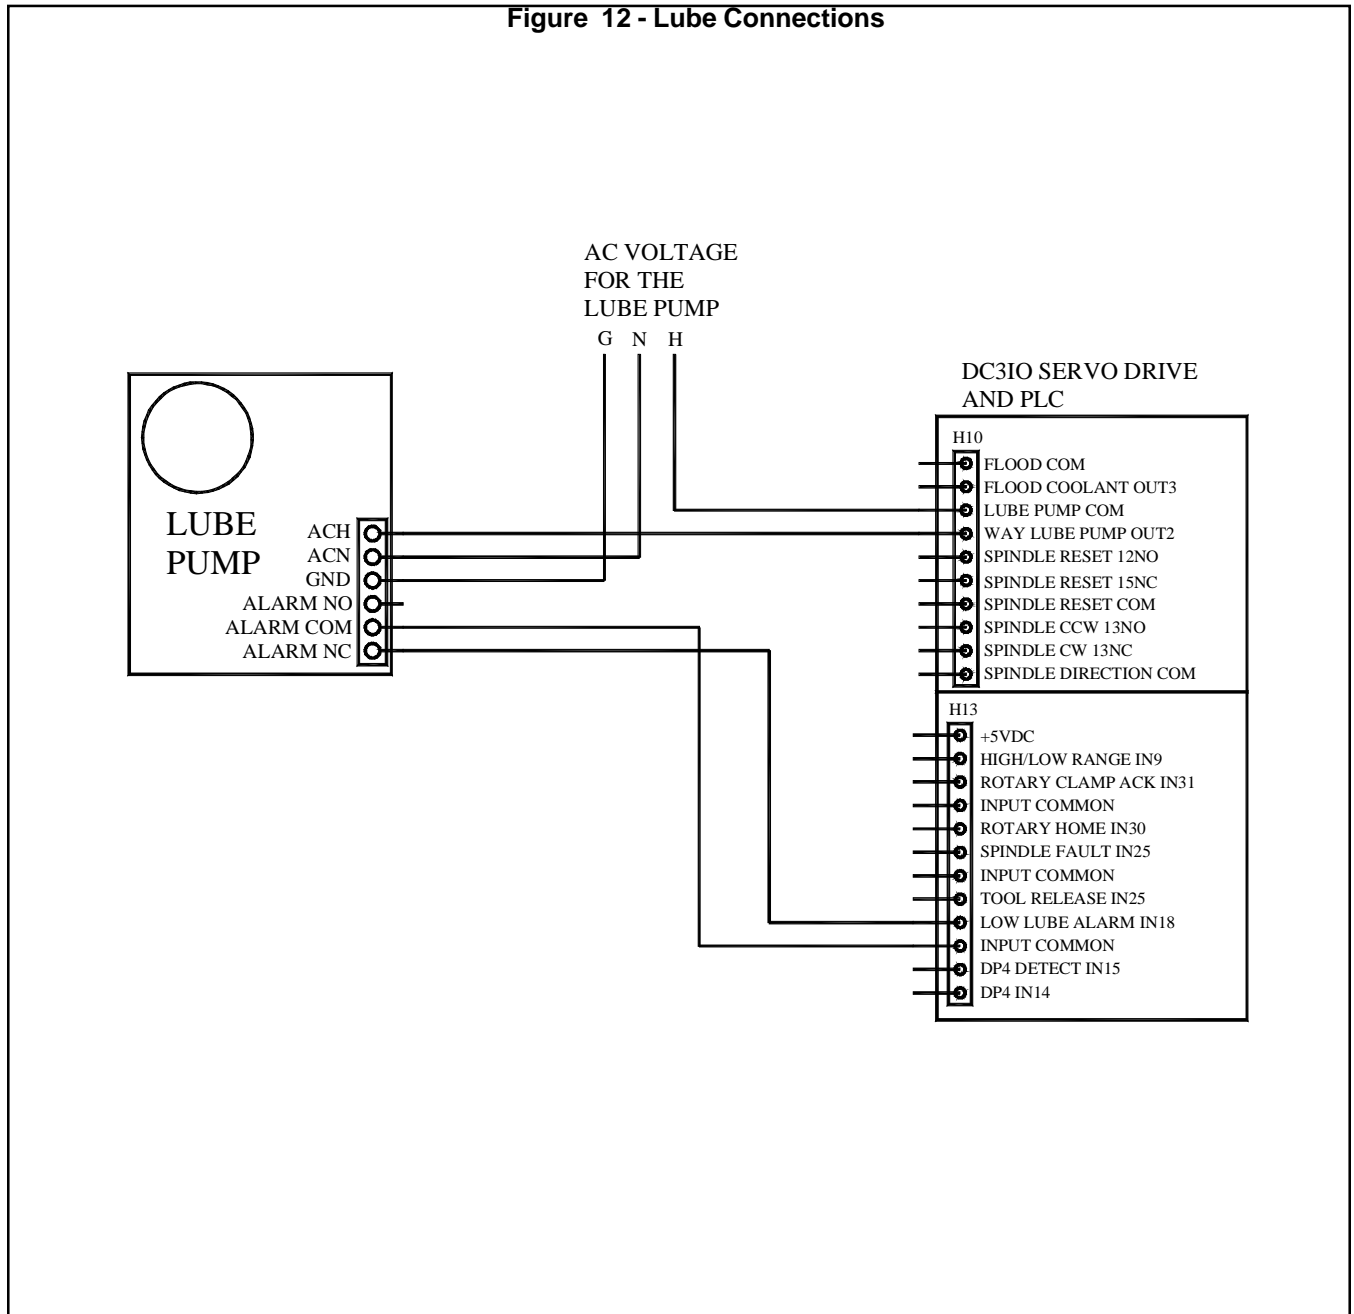 Figure 12 - Lube Connections
AC VOLTAGE
FOR THE
LUBE PUMP
G N H
LUBE
PUMP
ACH
ACN
GND
ALARM NO
ALARM COM
ALARM NC
DC3IO SERVO DRIVE
AND PLC
H10
FLOOD COM
FLOOD COOLANT OUT3
LUBE PUMP COM
WAY LUBE PUMP OUT2
SPINDLE RESET 12NO
SPINDLE RESET 15NC
SPINDLE RESET COM
SPINDLE CCW 13NO
SPINDLE CW 13NC
SPINDLE DIRECTION COM
H13
+5VDC
HIGH/LOW RANGE IN9
ROTARY CLAMP ACK IN31
INPUT COMMON
ROTARY HOME IN30
SPINDLE FAULT IN25
INPUT COMMON
TOOL RELEASE IN25
LOW LUBE ALARM IN18
INPUT COMMON
DP4 DETECT IN15
DP4 IN14